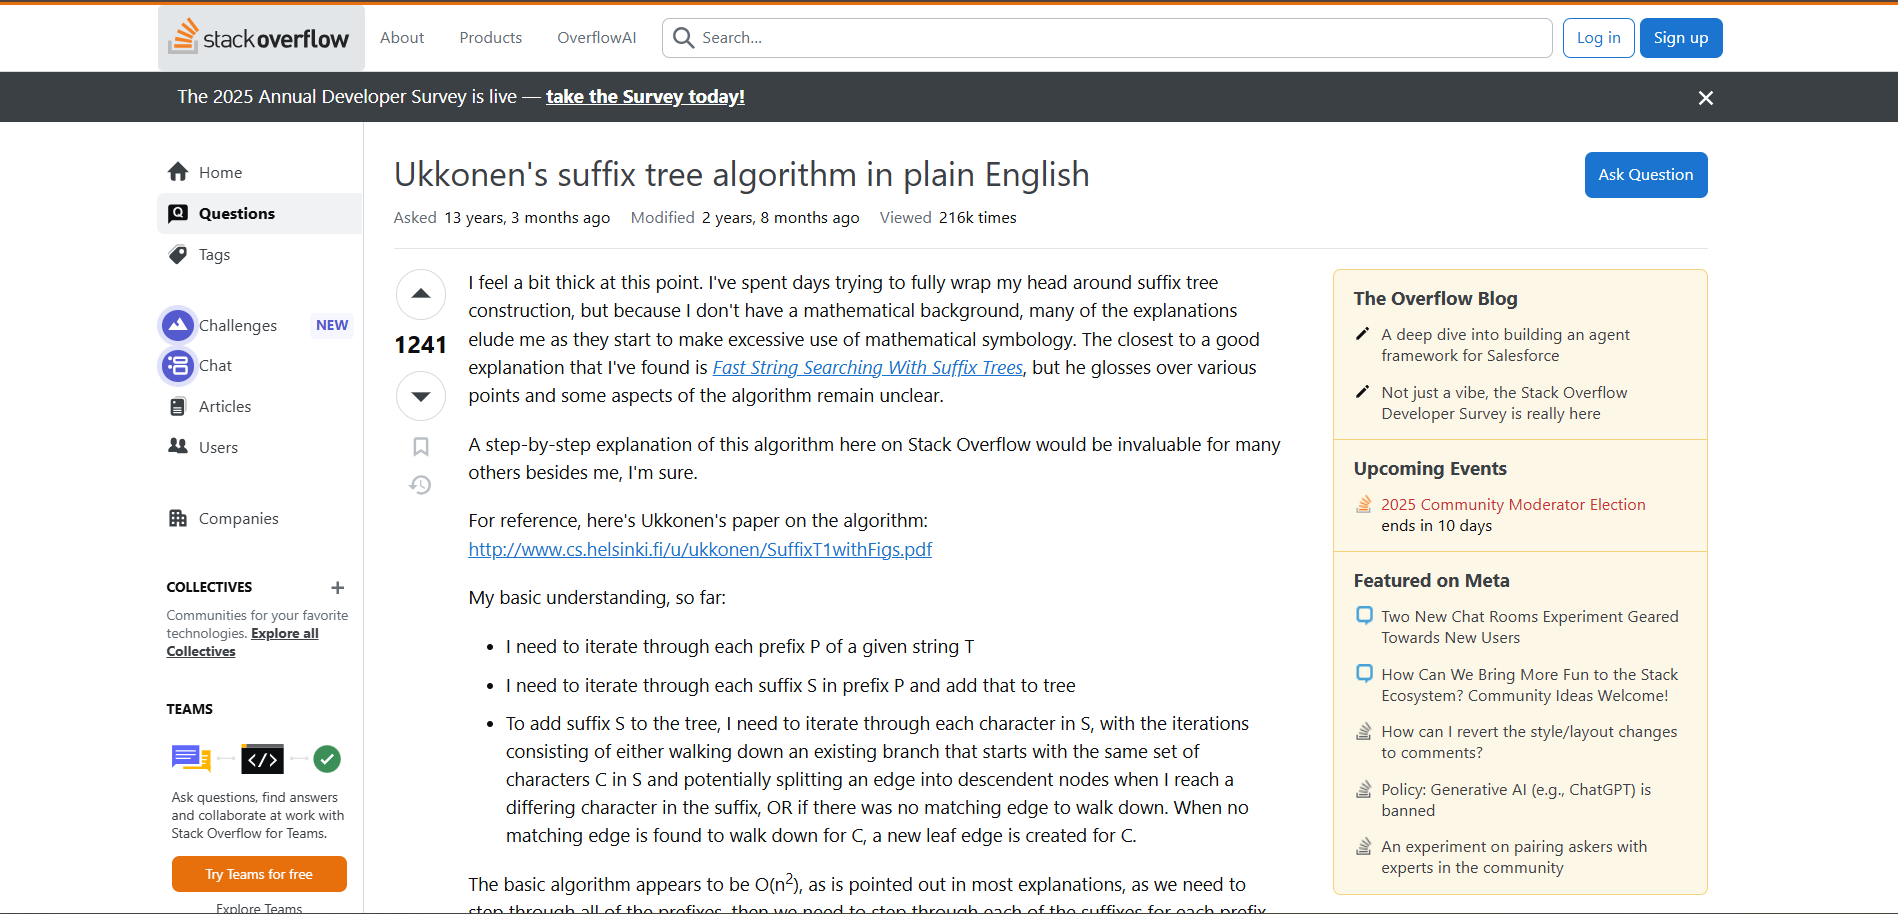 stackoverflow
About
Products
OverflowAI
Search...
Log in
Sign up
The 2025 Annual Developer Survey is live — take the Survey today!
Home
Questions
Tags
Challenges NEW
Chat
Articles
Users
Companies
COLLECTIVES
Communities for your favorite
technologies. Explore all
Collectives
TEAMS
</>
Ask questions, find answers
and collaborate at work with
Stack Overflow for Teams.
Try Teams for free
Explore Teams
Ukkonen's suffix tree algorithm in plain English
Ask Question
Asked 13 years, 3 months ago Modified 2 years, 8 months ago Viewed 216k times
1241
I feel a bit thick at this point. I've spent days trying to fully wrap my head around suffix tree
construction, but because I don't have a mathematical background, many of the explanations
elude me as they start to make excessive use of mathematical symbology. The closest to a good
explanation that I've found is Fast String Searching With Suffix Trees, but he glosses over various
points and some aspects of the algorithm remain unclear.
A step-by-step explanation of this algorithm here on Stack Overflow would be invaluable for many
others besides me, I'm sure.
For reference, here's Ukkonen's paper on the algorithm:
http://www.cs.helsinki.fi/u/ukkonen/SuffixT1withFigs.pdf
My basic understanding, so far:
• I need to iterate through each prefix P of a given string T
• I need to iterate through each suffix S in prefix P and add that to tree
• To add suffix S to the tree, I need to iterate through each character in S, with the iterations
consisting of either walking down an existing branch that starts with the same set of
characters C in S and potentially splitting an edge into descendent nodes when I reach a
differing character in the suffix, OR if there was no matching edge to walk down. When no
matching edge is found to walk down for C, a new leaf edge is created for C.
The basic algorithm appears to be O(n²), as is pointed out in most explanations, as we need to
step through all of the prefixes, then we need to step through each of the suffixes for each prefix.
The Overflow Blog
A deep dive into building an agent
framework for Salesforce
Not just a vibe, the Stack Overflow
Developer Survey is really here
Upcoming Events
2025 Community Moderator Election
ends in 10 days
Featured on Meta
Two New Chat Rooms Experiment Geared
Towards New Users
How Can We Bring More Fun to the Stack
Ecosystem? Community Ideas Welcome!
How can I revert the style/layout changes
to comments?
Policy: Generative AI (e.g., ChatGPT) is
banned
An experiment on pairing askers with
experts in the community